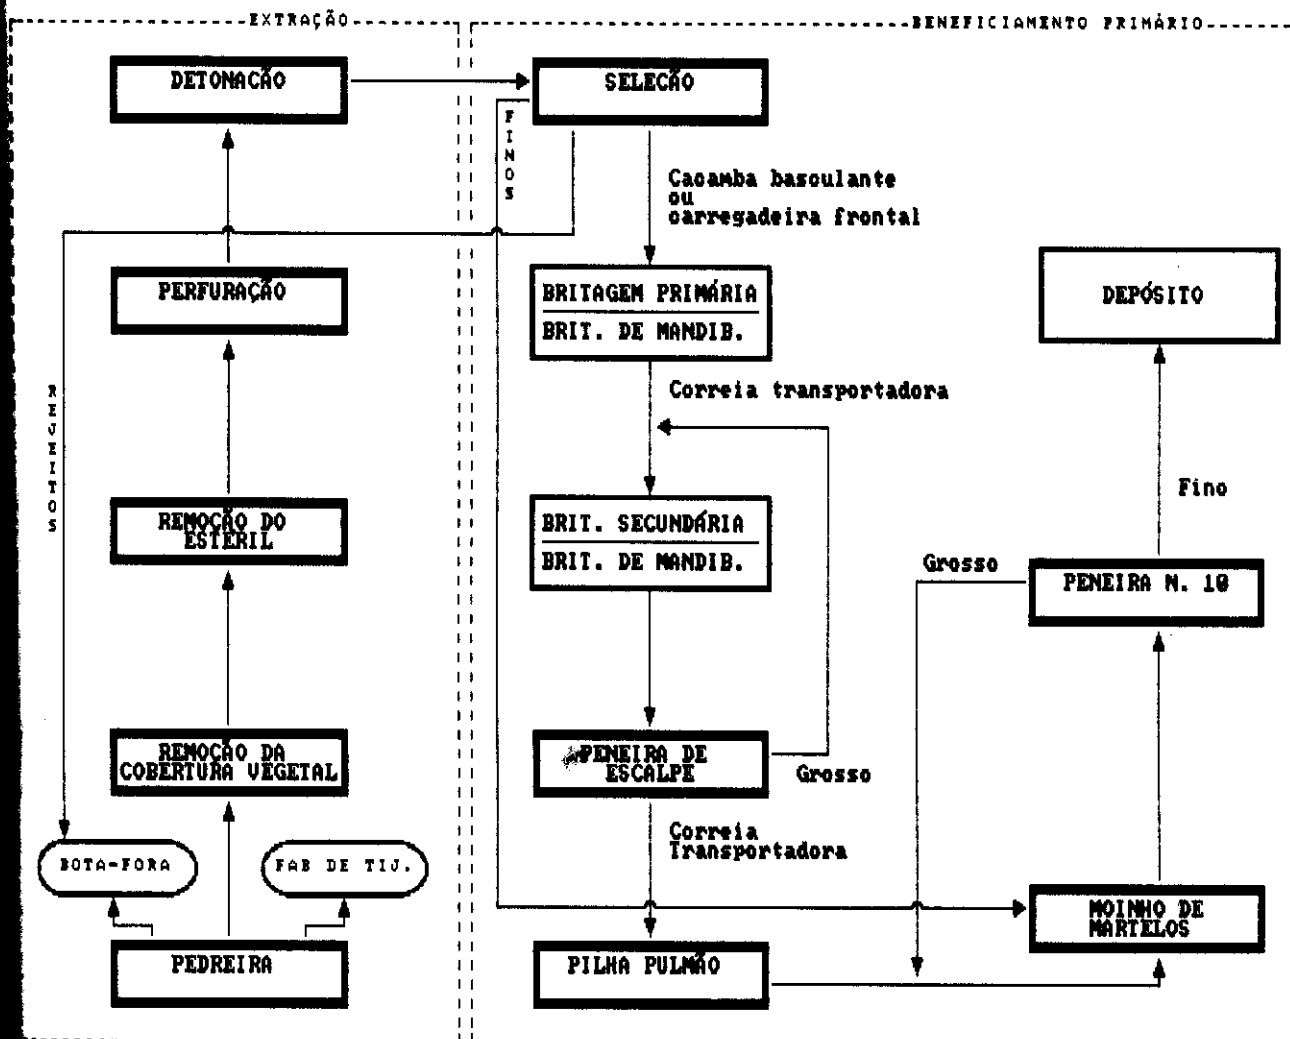 EXTRAÇÃO
BENEFICIAMENTO PRIMÁRIO
DETONAÇÃO
SELEÇÃO
FINOS
Caçamba basculante
ou
carregadeira frontal
PERFURAÇÃO
BRITAGEM PRIMÁRIA
BRIT. DE MANDIB.
DEPÓSITO
Correia transportadora
REJEITOS
Fino
REMOÇÃO DO
ESTERIL
BRIT. SECUNDÁRIA
BRIT. DE MANDIB.
Grosso
PENEIRA N. 10
REMOÇÃO DA
COBERTURA VEGETAL
PENEIRA DE
ESCALPE
Grosso
Correia
Transportadora
BOTA-FORA
FAB DE TIJ.
MOINHO DE
MARTELOS
PEDREIRA
PILHA PULMÃO